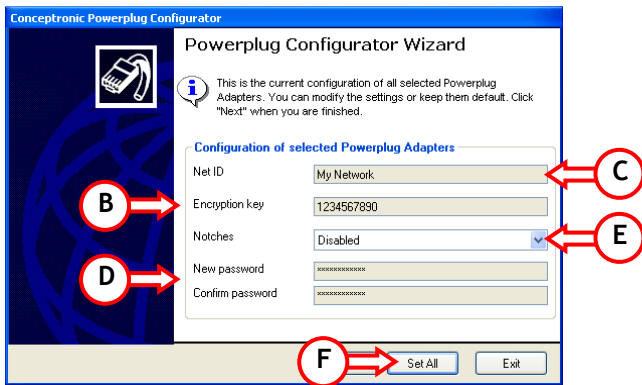 Conceptronic Powerplug Configurator
Powerplug Configurator Wizard
This is the current configuration of all selected Powerplug
Adapters. You can modify the settings or keep them default. Click
"Next" when you are finished.
Configuration of selected Powerplug Adapters
Net ID
My Network
C
B
Encryption key
1234567890
Notches
Disabled
E
D
New password
xxxxxxxxxxxx
Confirm password
xxxxxxxxxxxx
F
Set All
Exit